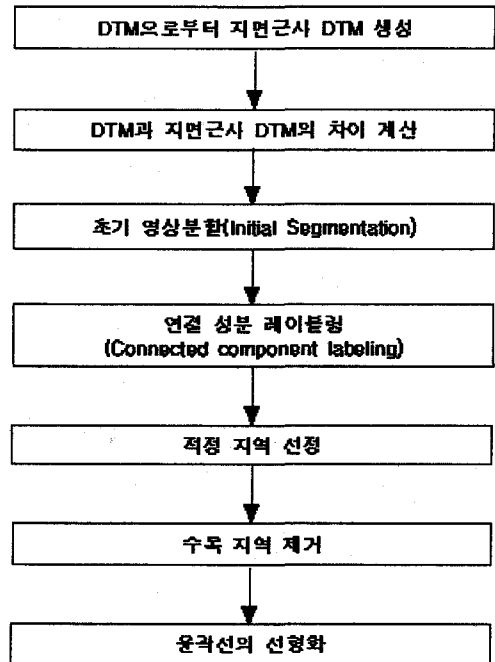 DTM으로부터 지면근사 DTM 생성
DTM과 지면근사 DTM의 차이 계산
초기 영상분할(Initial Segmentation)
연결 성분 레이블링
(Connected component labeling)
적정 지역 선정
수목 지역 제거
윤곽선의 선형화